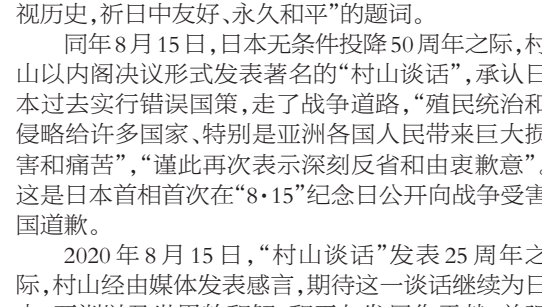 视历史,祈日中友好、永久和平”的题词。
同年8月15日,日本无条件投降50周年之际,村
山以内阁决议形式发表著名的“村山谈话”,承认日
本过去实行错误国策,走了战争道路,“殖民统治和
侵略给许多国家、特别是亚洲各国人民带来巨大损
害和痛苦”,“谨此再次表示深刻反省和由衷歉意”。
这是日本首相首次在“8·15”纪念日公开向战争受害
国道歉。
2020年8月15日,“村山谈话”发表25周年之
际,村山经由媒体发表感言,期待这一谈话继续为日